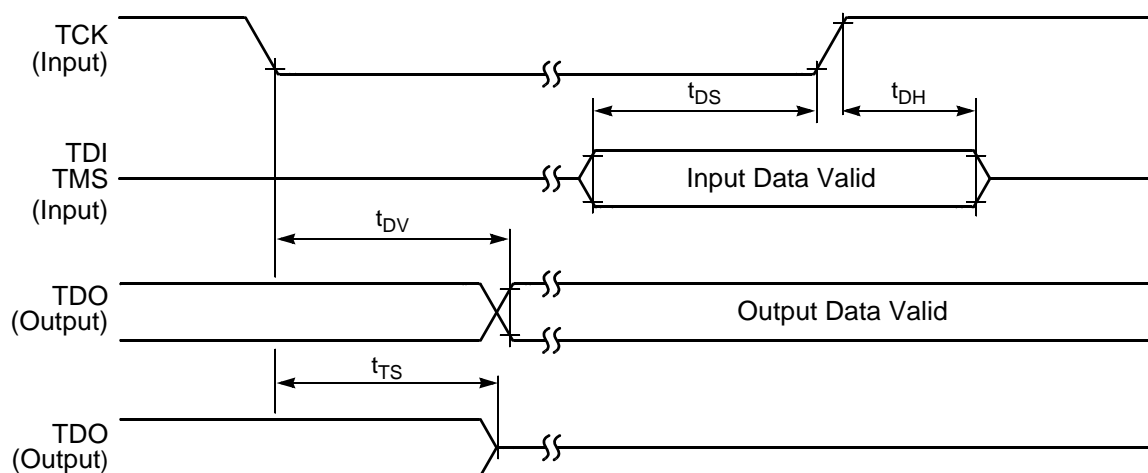 TCK
(Input)
tDS
tDH
TDI
TMS
(Input)
Input Data Valid
tDV
TDO
(Output)
Output Data Valid
tTS
TDO
(Output)